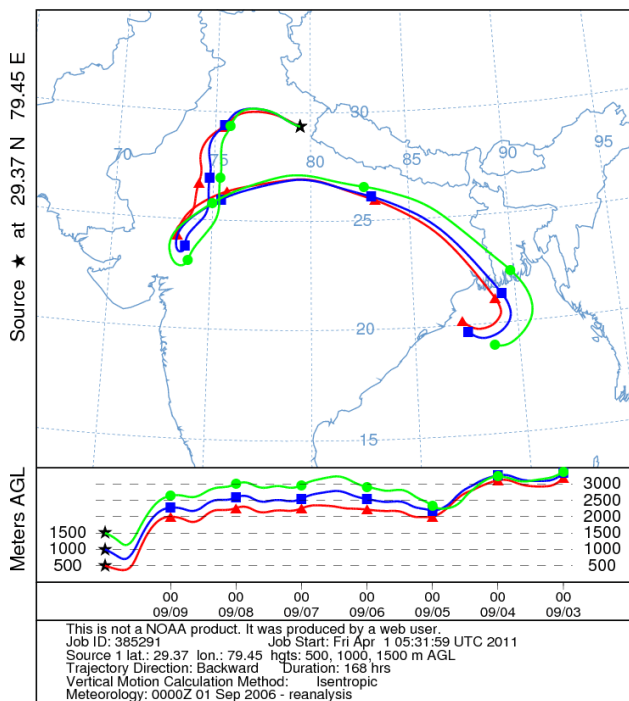 Source ★ at 29.37 N 79.45 E
70
75
80
85
90
95
30
25
20
15
Meters AGL
1500
1000
500
3000
2500
2000
1500
1000
500
00 00 00 00 00 00 00
09/09 09/08 09/07 09/06 09/05 09/04 09/03
This is not a NOAA product. It was produced by a web user.
Job ID: 385291 Job Start: Fri Apr 1 05:31:59 UTC 2011
Source 1 lat.: 29.37 lon.: 79.45 hgts: 500, 1000, 1500 m AGL
Trajectory Direction: Backward Duration: 168 hrs
Vertical Motion Calculation Method: Isentropic
Meteorology: 0000Z 01 Sep 2006 - reanalysis